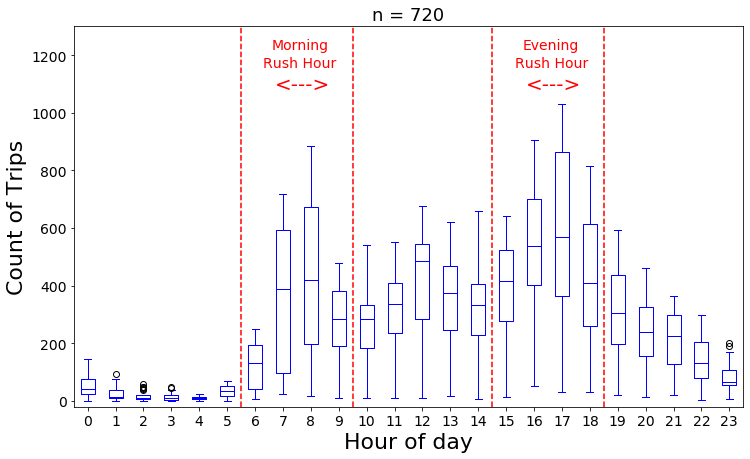 n = 720
Morning
Rush Hour
<--->
Evening
Rush Hour
<--->
Count of Trips
1200
1000
800
600
400
200
0
0 1 2 3 4 5 6 7 8 9 10 11 12 13 14 15 16 17 18 19 20 21 22 23
Hour of day